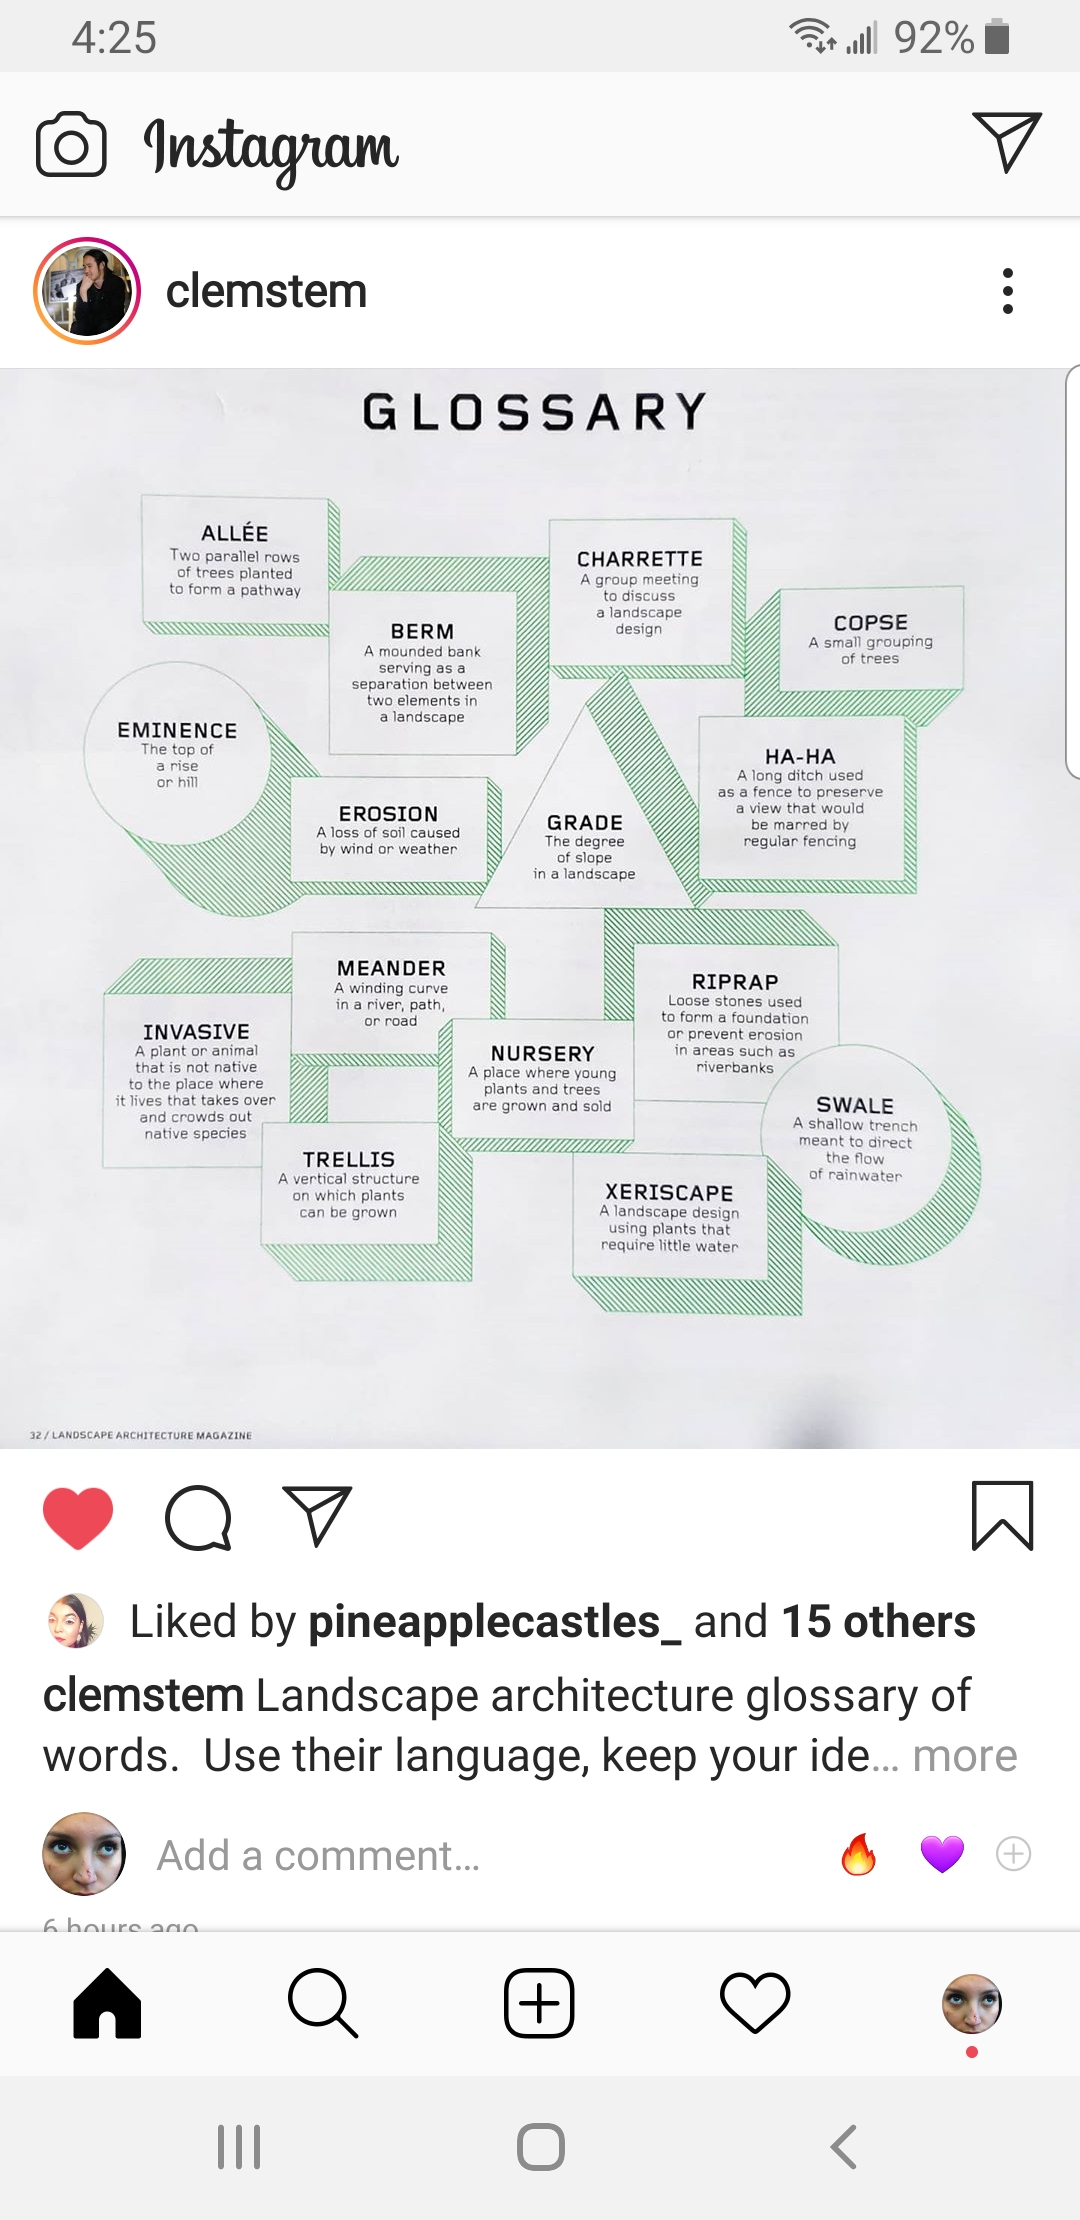 4:25
92%
Instagram
clemstem
GLOSSARY
ALLÉE
Two parallel rows
of trees planted
to form a pathway
CHARRETTE
A group meeting
to discuss
a landscape
design
BERM
A mounded bank
serving as a
separation between
two elements in
a landscape
COPSE
A small grouping
of trees
EMINENCE
The top of
a rise
or hill
HA-HA
A long ditch used
as a fence to preserve
a view that would
be marred by
regular fencing
EROSION
A loss of soil caused
by wind or weather
GRADE
The degree
of slope
in a landscape
MEANDER
A winding curve
in a river, path,
or road
RIPRAP
Loose stones used
to form a foundation
or prevent erosion
in areas such as
riverbanks
INVASIVE
A plant or animal
that is not native
to the place where
it lives that takes over
and crowds out
native species
NURSERY
A place where young
plants and trees
are grown and sold
SWALE
A shallow trench
meant to direct
the flow
of rainwater
TRELLIS
A vertical structure
on which plants
can be grown
XERISCAPE
A landscape design
using plants that
require little water
32 / LANDSCAPE ARCHITECTURE MAGAZINE
Liked by pineapplecastles_ and 15 others
clemstem Landscape architecture glossary of
words.  Use their language, keep your ide... more
Add a comment...
6 hours ago